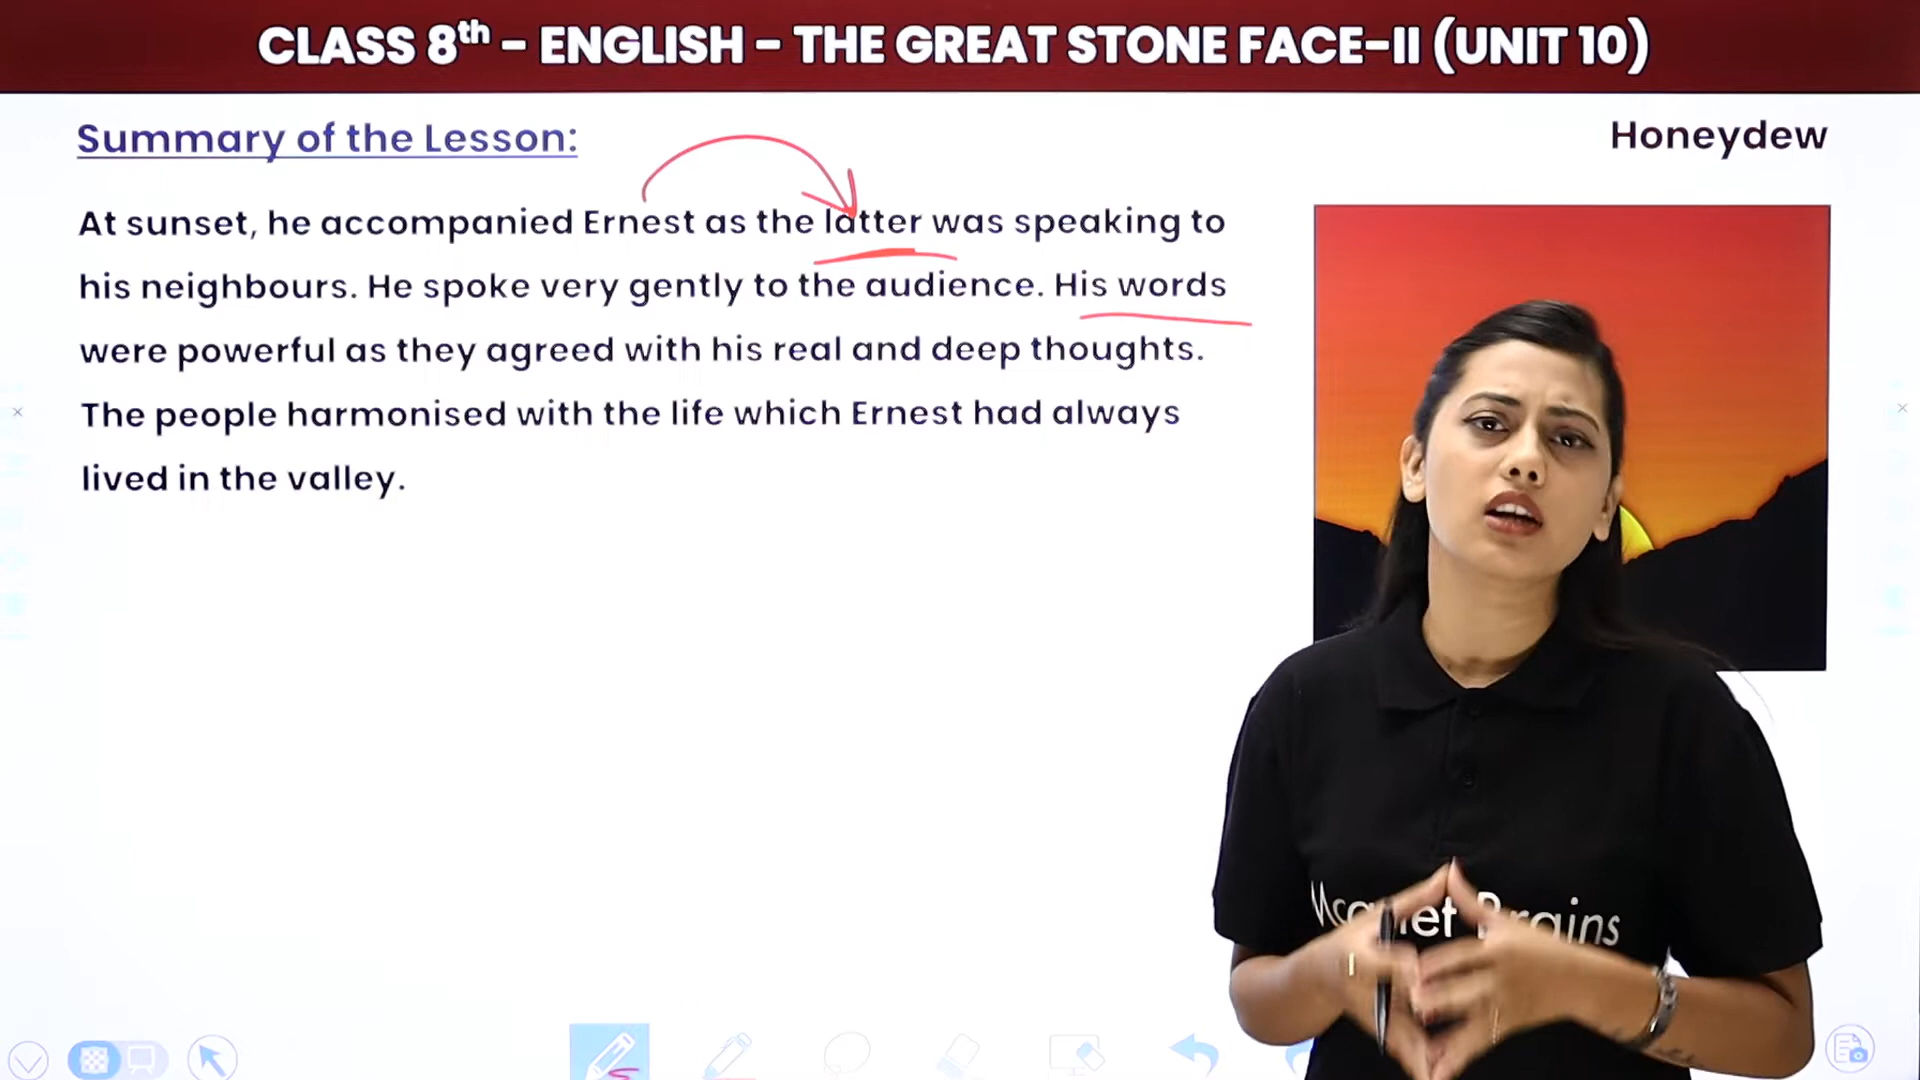 CLASS 8th – ENGLISH – THE GREAT STONE FACE–II (UNIT 10)
Summary of the Lesson:
Honeydew
At sunset, he accompanied Ernest as the latter was speaking to
his neighbours. He spoke very gently to the audience. His words
were powerful as they agreed with his real and deep thoughts.
The people harmonised with the life which Ernest had always
lived in the valley.